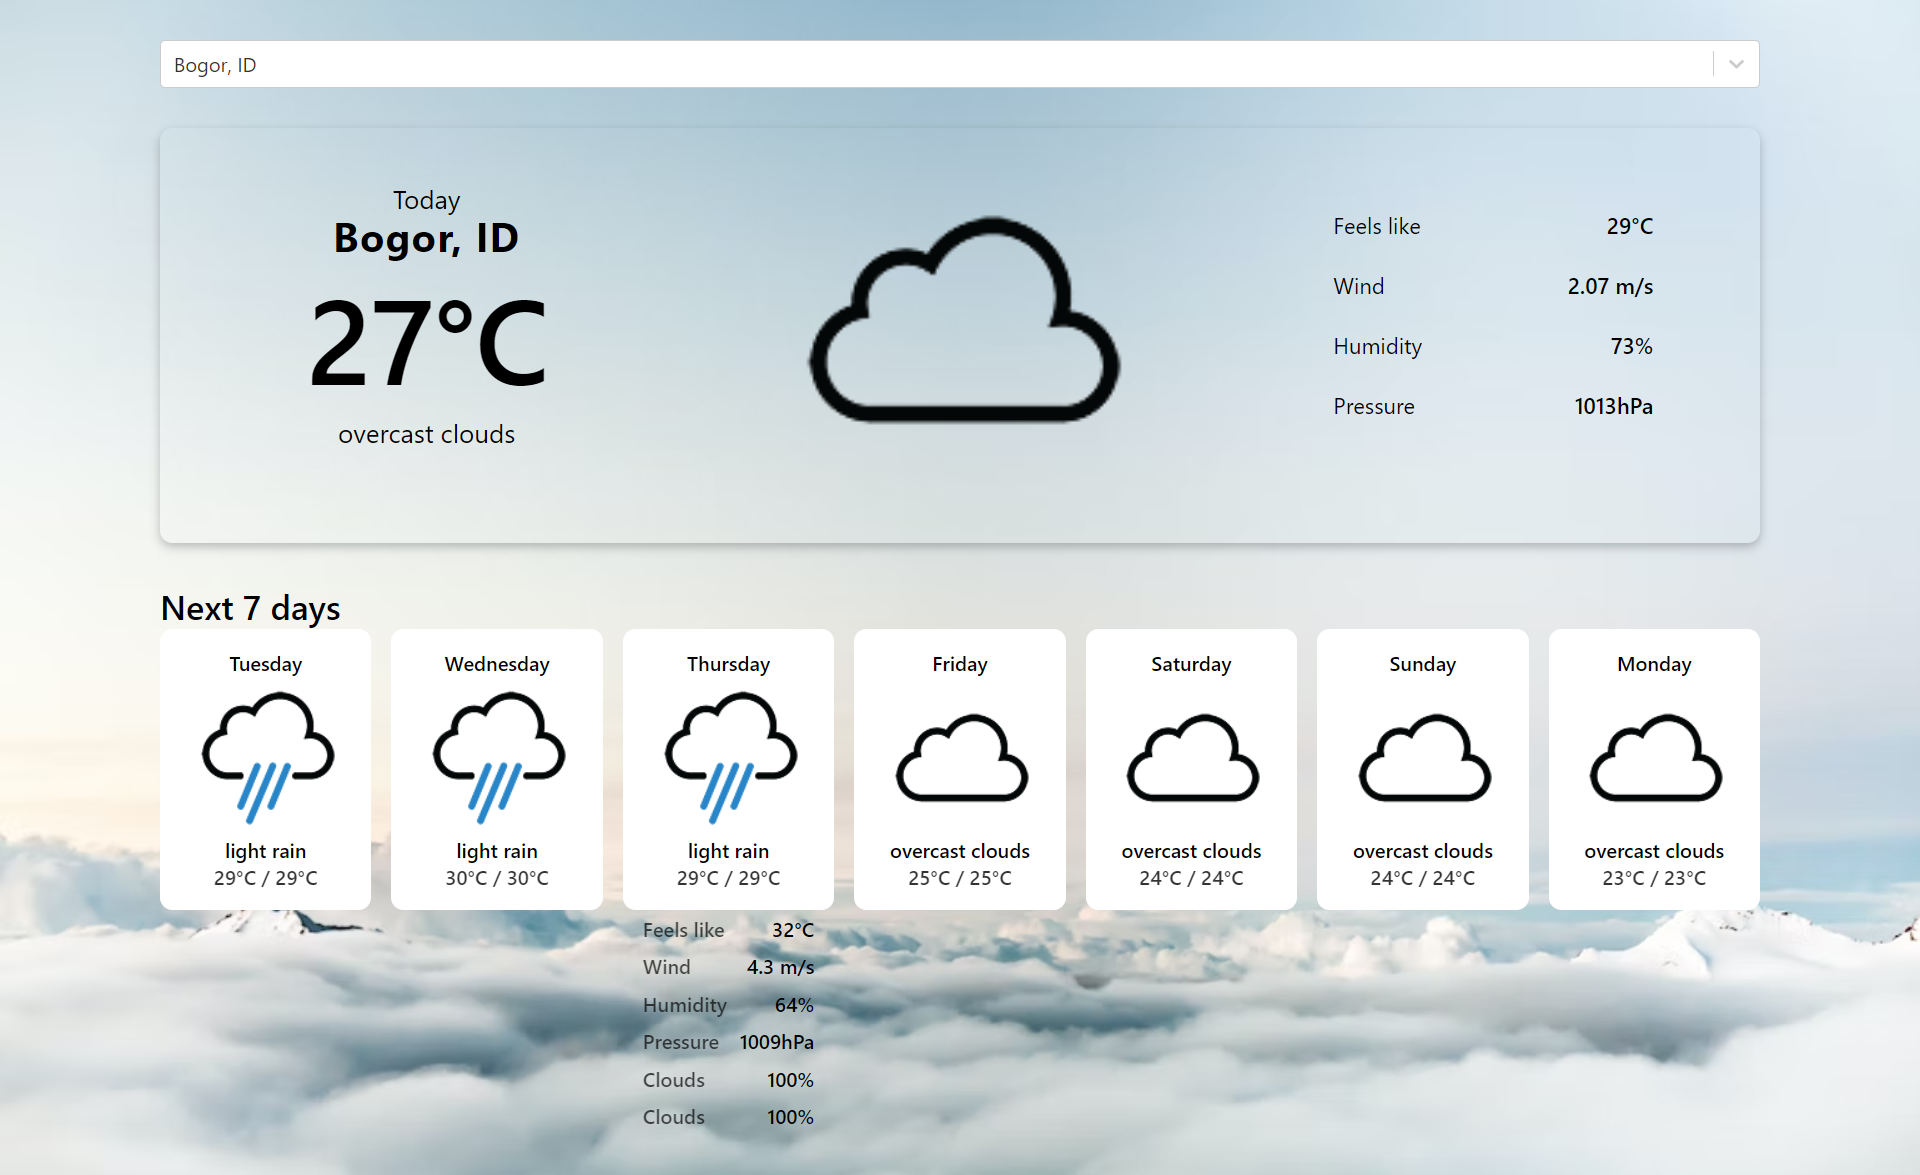 Bogor, ID
Today
Bogor, ID
27°C
overcast clouds
Feels like 29°C
Wind 2.07 m/s
Humidity 73%
Pressure 1013hPa
Next 7 days
Tuesday
light rain
29°C / 29°C
Wednesday
light rain
30°C / 30°C
Thursday
light rain
29°C / 29°C
Feels like 32°C
Wind 4.3 m/s
Humidity 64%
Pressure 1009hPa
Clouds 100%
Clouds 100%
Friday
overcast clouds
25°C / 25°C
Saturday
overcast clouds
24°C / 24°C
Sunday
overcast clouds
24°C / 24°C
Monday
overcast clouds
23°C / 23°C